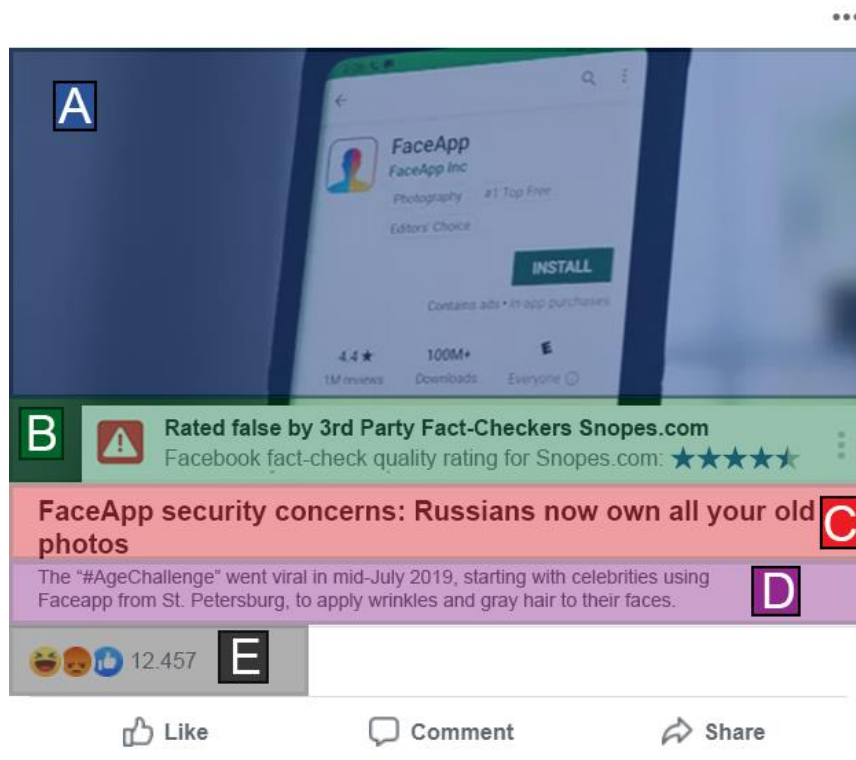 A
FaceApp
FaceApp Inc
Photography #1 Top Free
Editors' Choice
INSTALL
Contains ads • In-app purchases
4.4 ★ 100M+ E
1M reviews Downloads Everyone
B
Rated false by 3rd Party Fact-Checkers Snopes.com
Facebook fact-check quality rating for Snopes.com:
FaceApp security concerns: Russians now own all your old
photos
C
The “#AgeChallenge” went viral in mid-July 2019, starting with celebrities using
Faceapp from St. Petersburg, to apply wrinkles and gray hair to their faces.
D
12.457
E
Like Comment Share